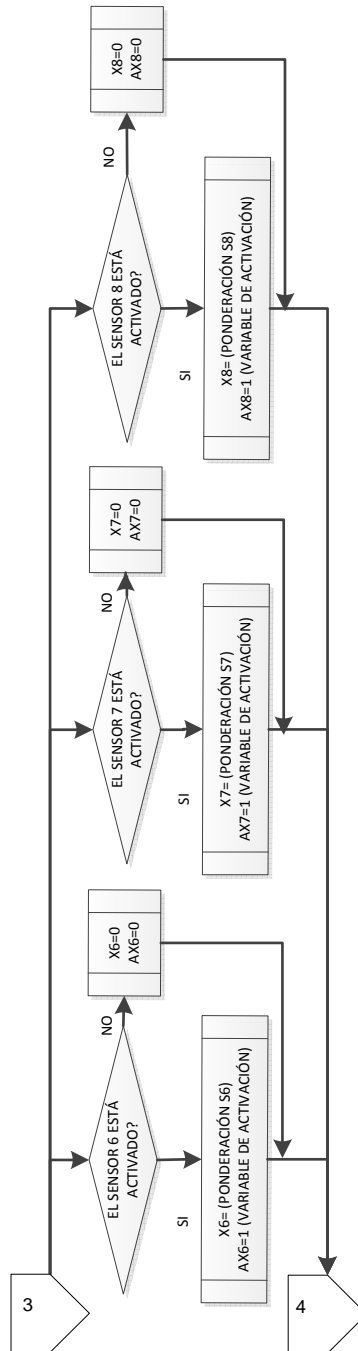 3
EL SENSOR 6 ESTÁ
ACTIVADO?
NO
X6=0
AX6=0
SI
X6= (PONDERACIÓN S6)
AX6=1 (VARIABLE DE ACTIVACIÓN)
EL SENSOR 7 ESTÁ
ACTIVADO?
NO
X7=0
AX7=0
SI
X7= (PONDERACIÓN S7)
AX7=1 (VARIABLE DE ACTIVACIÓN)
EL SENSOR 8 ESTÁ
ACTIVADO?
NO
X8=0
AX8=0
SI
X8= (PONDERACIÓN S8)
AX8=1 (VARIABLE DE ACTIVACIÓN)
4